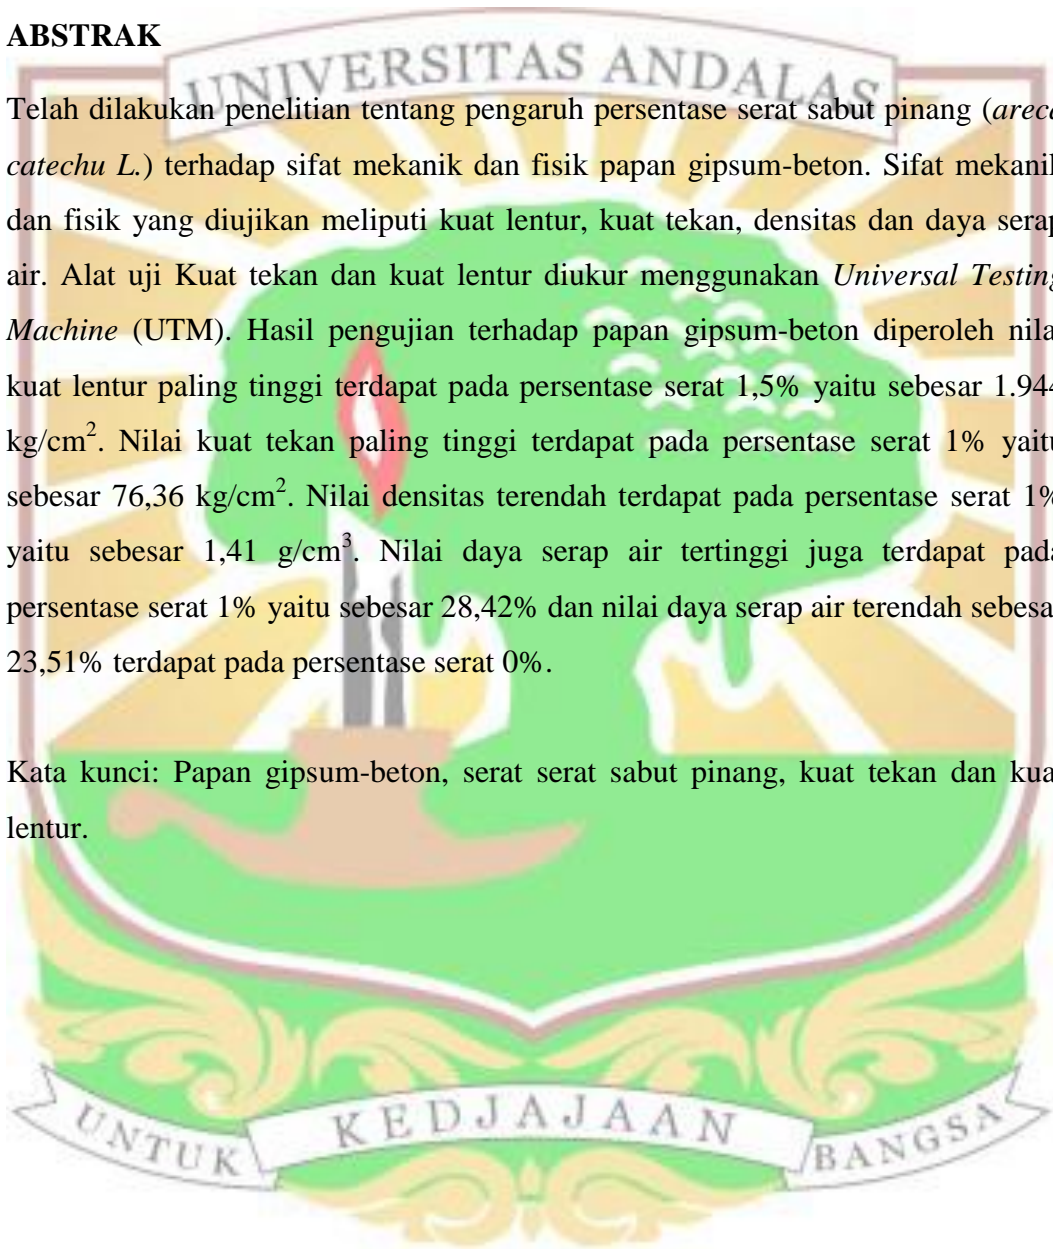 ABSTRAK
UNIVERSITAS ANDALAS
Telah dilakukan penelitian tentang pengaruh persentase serat sabut pinang (areca
catechu L.) terhadap sifat mekanik dan fisik papan gipsum-beton. Sifat mekanik
dan fisik yang diujikan meliputi kuat lentur, kuat tekan, densitas dan daya serap
air. Alat uji Kuat tekan dan kuat lentur diukur menggunakan Universal Testing
Machine (UTM). Hasil pengujian terhadap papan gipsum-beton diperoleh nilai
kuat lentur paling tinggi terdapat pada persentase serat 1,5% yaitu sebesar 1.944
kg/cm². Nilai kuat tekan paling tinggi terdapat pada persentase serat 1% yaitu
sebesar 76,36 kg/cm². Nilai densitas terendah terdapat pada persentase serat 1%
yaitu sebesar 1,41 g/cm³. Nilai daya serap air tertinggi juga terdapat pada
persentase serat 1% yaitu sebesar 28,42% dan nilai daya serap air terendah sebesar
23,51% terdapat pada persentase serat 0%.
Kata kunci: Papan gipsum-beton, serat serat sabut pinang, kuat tekan dan kuat
lentur.
UNTUK KEDJAJAAN BANGSA